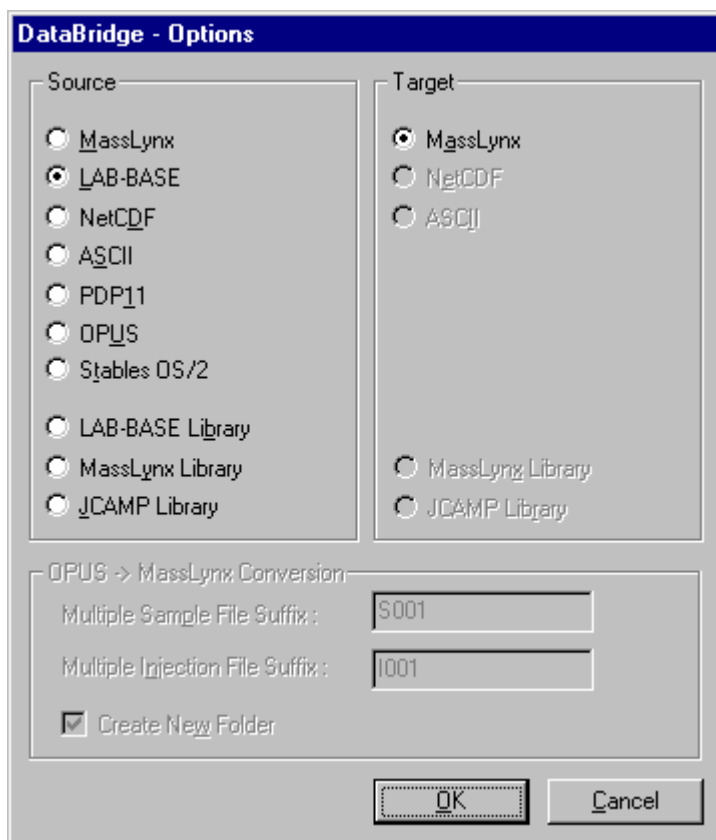 DataBridge - Options
Source
MassLynx
LAB-BASE
NetCDF
ASCII
PDP11
OPUS
Stables OS/2
LAB-BASE Library
MassLynx Library
JCAMP Library
Target
MassLynx
NetCDF
ASCII
MassLynx Library
JCAMP Library
OPUS -> MassLynx Conversion
Multiple Sample File Suffix : S001
Multiple Injection File Suffix : I001
Create New Folder
OK Cancel